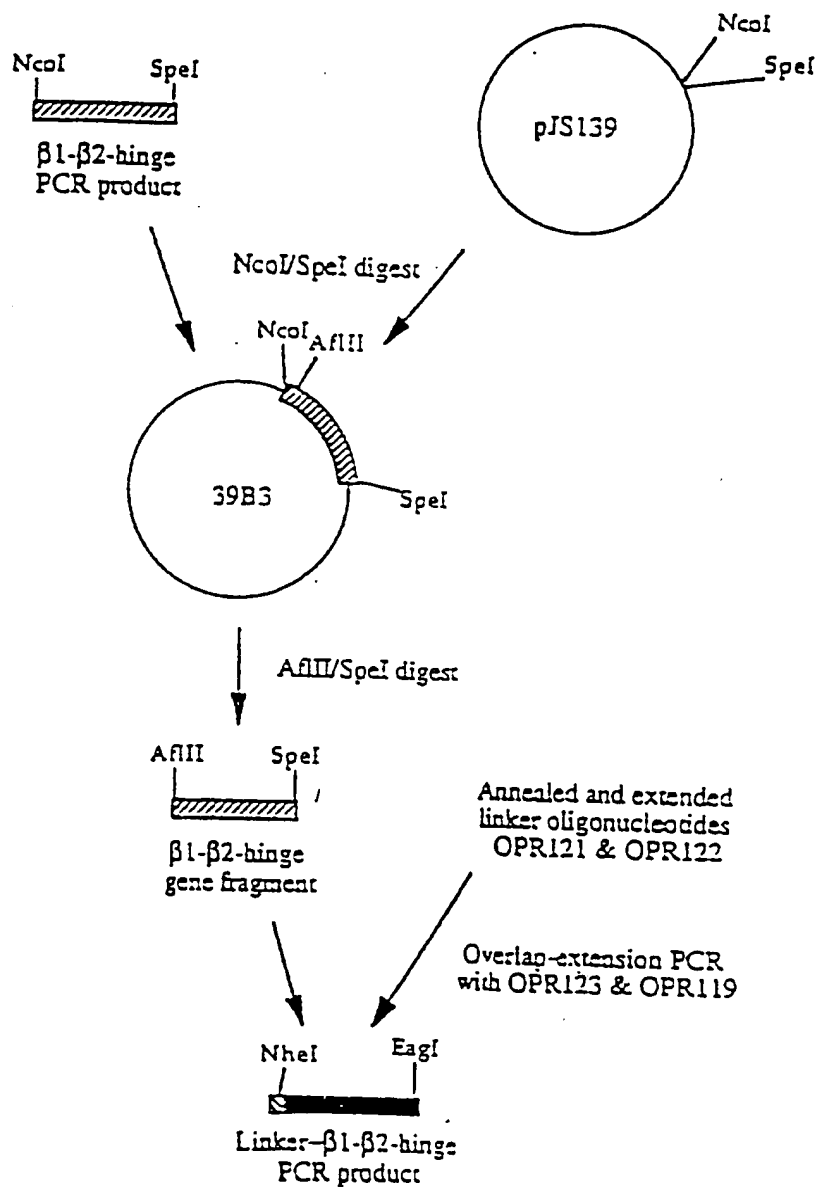 NcoI
SpeI
β1-β2-hinge
PCR product
NcoI
SpeI
pJS139
NcoI/SpeI digest
NcoI
AflII
39B3
SpeI
AflII/SpeI digest
AflII
SpeI
β1-β2-hinge
gene fragment
Annealed and extended
linker oligonucleotides
OPR121 & OPR122
Overlap-extension PCR
with OPR123 & OPR119
NheI
EagI
Linker–β1-β2-hinge
PCR product